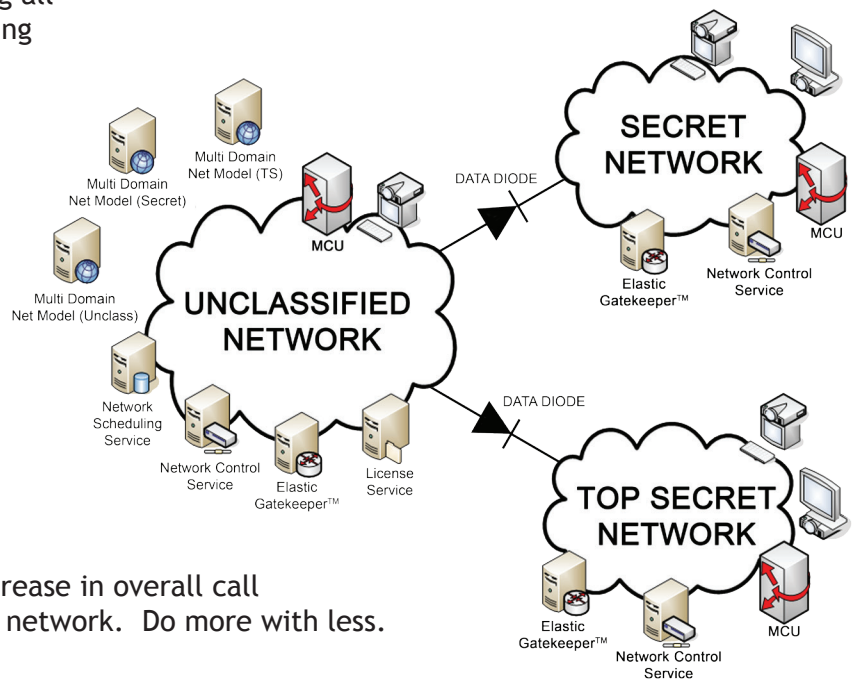 g all
ing
Multi Domain
Net Model (TS)
Multi Domain
Net Model (Secret)
Multi Domain
Net Model (Unclass)
MCU
UNCLASSIFIED
NETWORK
Network
Scheduling
Service
Network Control
Service
Elastic
Gatekeeper™
License
Service
DATA DIODE
SECRET
NETWORK
MCU
Elastic
Gatekeeper™
Network Control
Service
DATA DIODE
TOP SECRET
NETWORK
MCU
Elastic
Gatekeeper™
Network Control
Service
rease in overall call
network.  Do more with less.